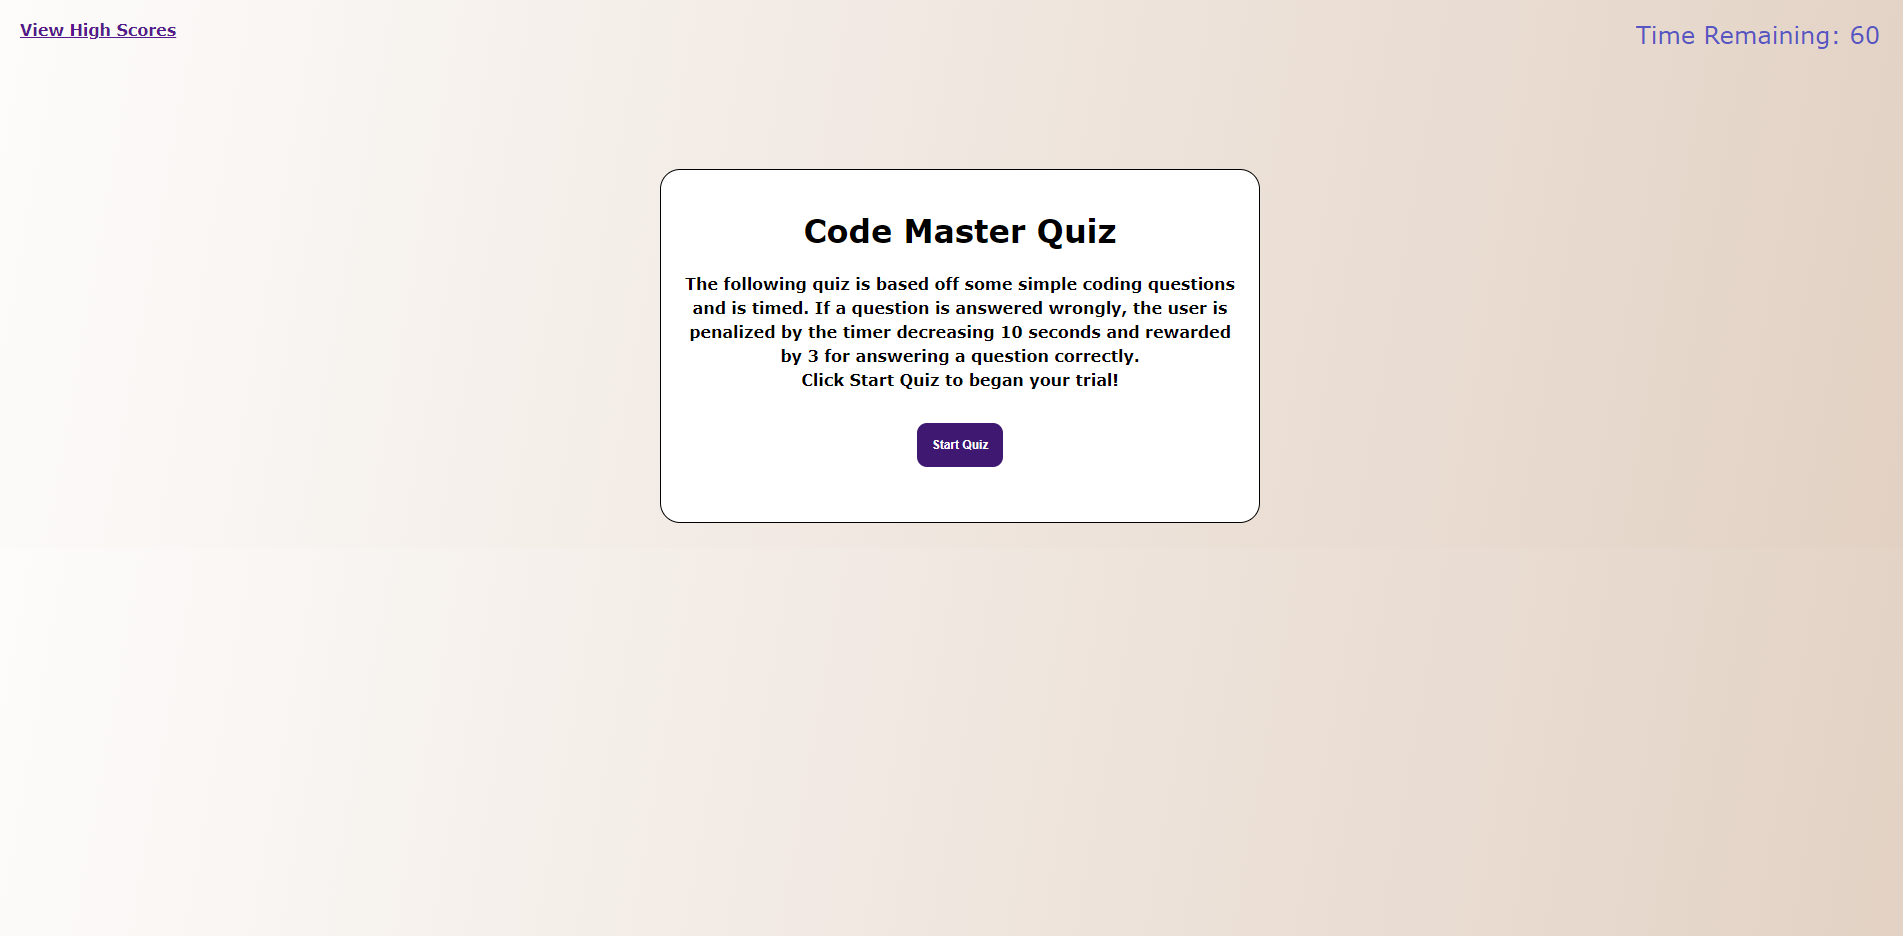 View High Scores
Time Remaining: 60
Code Master Quiz
The following quiz is based off some simple coding questions
and is timed. If a question is answered wrongly, the user is
penalized by the timer decreasing 10 seconds and rewarded
by 3 for answering a question correctly.
Click Start Quiz to began your trial!
Start Quiz